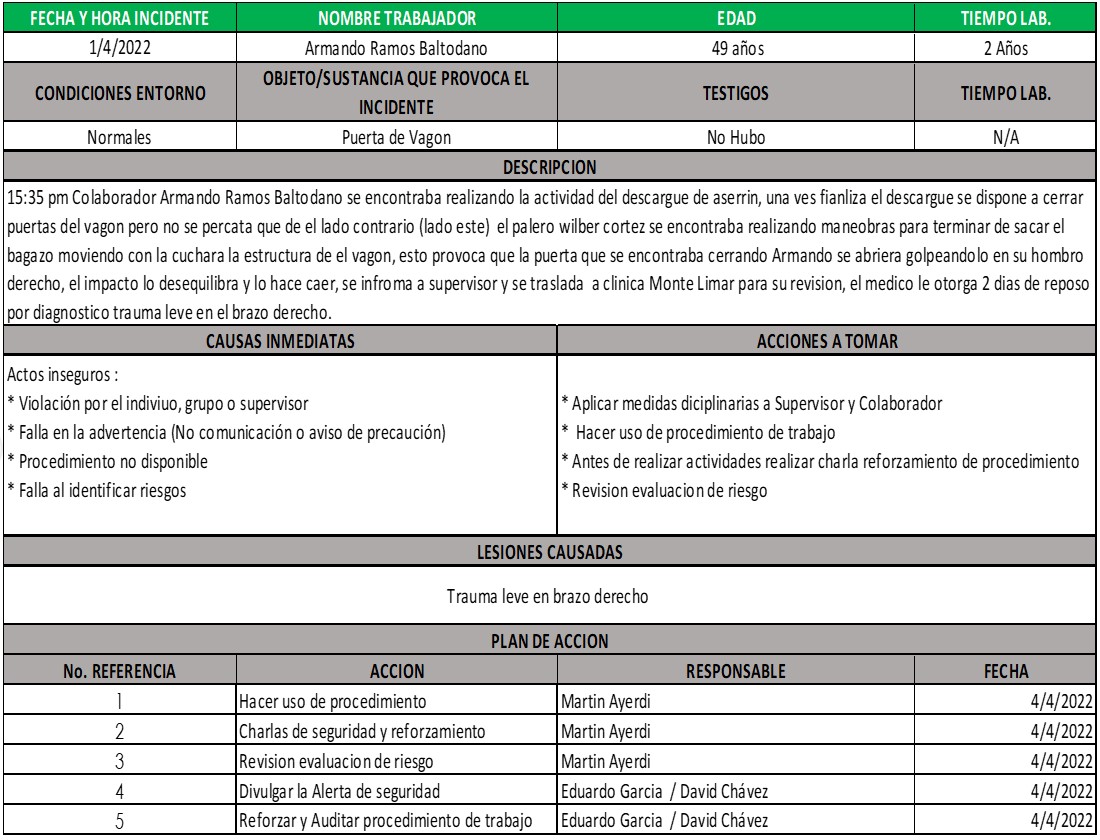 FECHA Y HORA INCIDENTE NOMBRE TRABAJADOR EDAD TIEMPO LAB.
1/4/2022 Armando Ramos Baltodano 49 años 2 Años
CONDICIONES ENTORNO OBJETO/SUSTANCIA QUE PROVOCA EL INCIDENTE TESTIGOS TIEMPO LAB.
Normales Puerta de Vagon No Hubo N/A
DESCRIPCION
15:35 pm Colaborador Armando Ramos Baltodano se encontraba realizando la actividad del descargue de aserrin, una ves fianliza el descargue se dispone a cerrar
puertas del vagon pero no se percata que de el lado contrario (lado este) el palero wilber cortez se encontraba realizando maneobras para terminar de sacar el
bagazo moviendo con la cuchara la estructura de el vagon, esto provoca que la puerta que se encontraba cerrando Armando se abriera golpeandolo en su hombro
derecho, el impacto lo desequilibra y lo hace caer, se infroma a supervisor y se traslada a clinica Monte Limar para su revision, el medico le otorga 2 dias de reposo
por diagnostico trauma leve en el brazo derecho.
CAUSAS INMEDIATAS ACCIONES A TOMAR
Actos inseguros :
* Violación por el indiviuo, grupo o supervisor
* Falla en la advertencia (No comunicación o aviso de precaución)
* Procedimiento no disponible
* Falla al identificar riesgos
* Aplicar medidas diciplinarias a Supervisor y Colaborador
* Hacer uso de procedimiento de trabajo
* Antes de realizar actividades realizar charla reforzamiento de procedimiento
* Revision evaluacion de riesgo
LESIONES CAUSADAS
Trauma leve en brazo derecho
PLAN DE ACCION
No. REFERENCIA ACCION RESPONSABLE FECHA
1 Hacer uso de procedimiento Martin Ayerdi 4/4/2022
2 Charlas de seguridad y reforzamiento Martin Ayerdi 4/4/2022
3 Revision evaluacion de riesgo Martin Ayerdi 4/4/2022
4 Divulgar la Alerta de seguridad Eduardo Garcia / David Chávez 4/4/2022
5 Reforzar y Auditar procedimiento de trabajo Eduardo Garcia / David Chávez 4/4/2022